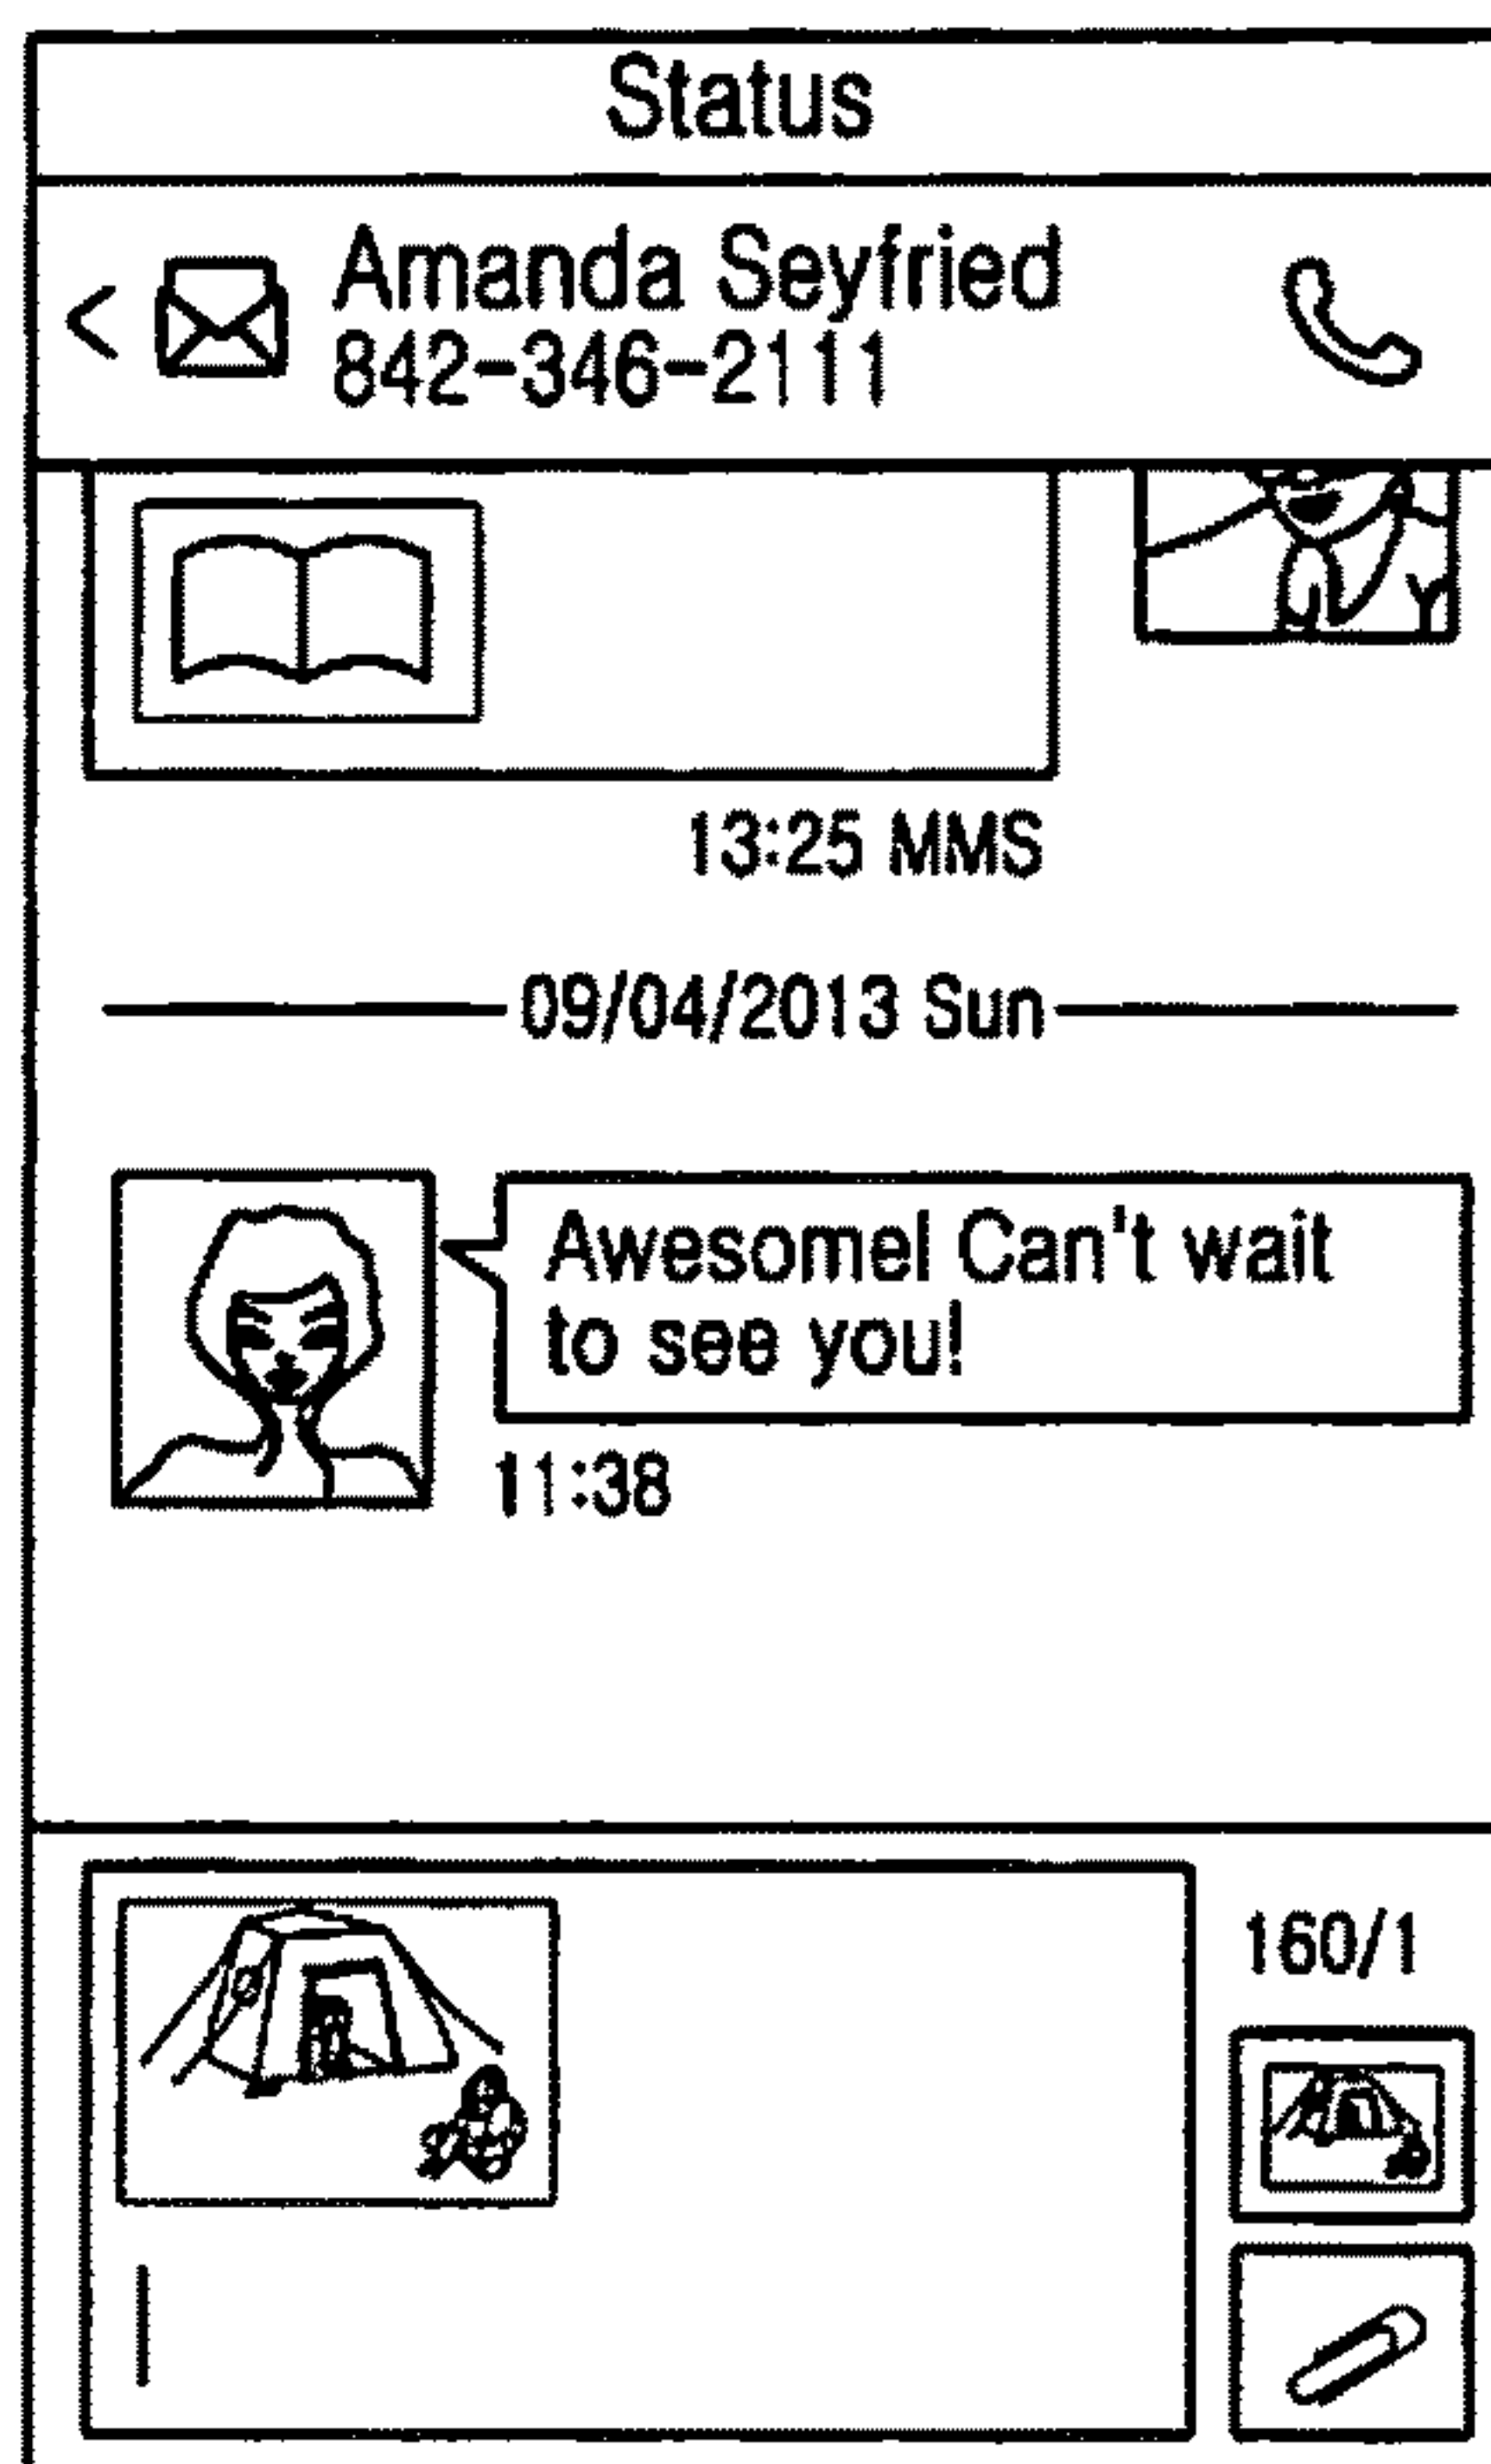 Status
Amanda Seyfried
842-346-2111
13:25 MMS
09/04/2013 Sun
Awesome! Can't wait
to see you!
11:38
160/1